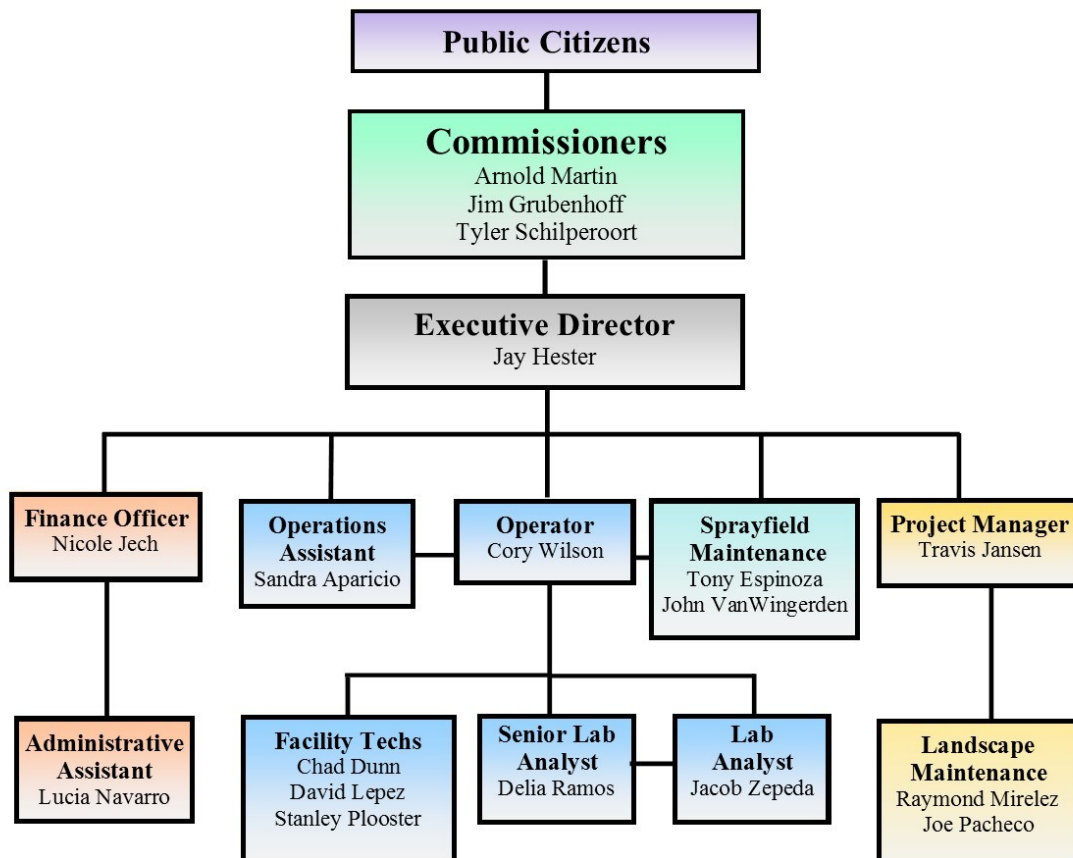 Public Citizens
Commissioners
Arnold Martin
Jim Grubenhoff
Tyler Schilperoort
Executive Director
Jay Hester
Finance Officer
Nicole Jech
Operations
Assistant
Sandra Aparicio
Operator
Cory Wilson
Sprayfield
Maintenance
Tony Espinoza
John VanWingerden
Project Manager
Travis Jansen
Administrative
Assistant
Lucia Navarro
Facility Techs
Chad Dunn
David Lepez
Stanley Plooster
Senior Lab
Analyst
Delia Ramos
Lab
Analyst
Jacob Zepeda
Landscape
Maintenance
Raymond Mirelez
Joe Pacheco